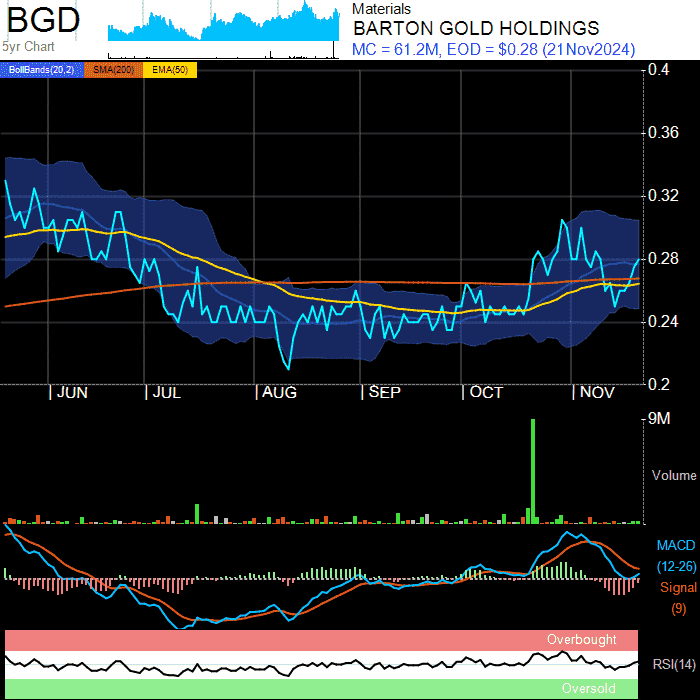 BGD
5yr Chart
Materials
BARTON GOLD HOLDINGS
MC = 61.2M, EOD = $0.28 (21Nov2024)
BollBands(20,2) SMA(200) EMA(50)
0.4
0.36
0.32
0.28
0.24
0.2
JUN JUL AUG SEP OCT NOV
9M
Volume
MACD
(12-26)
Signal
(9)
Overbought
RSI(14)
Oversold